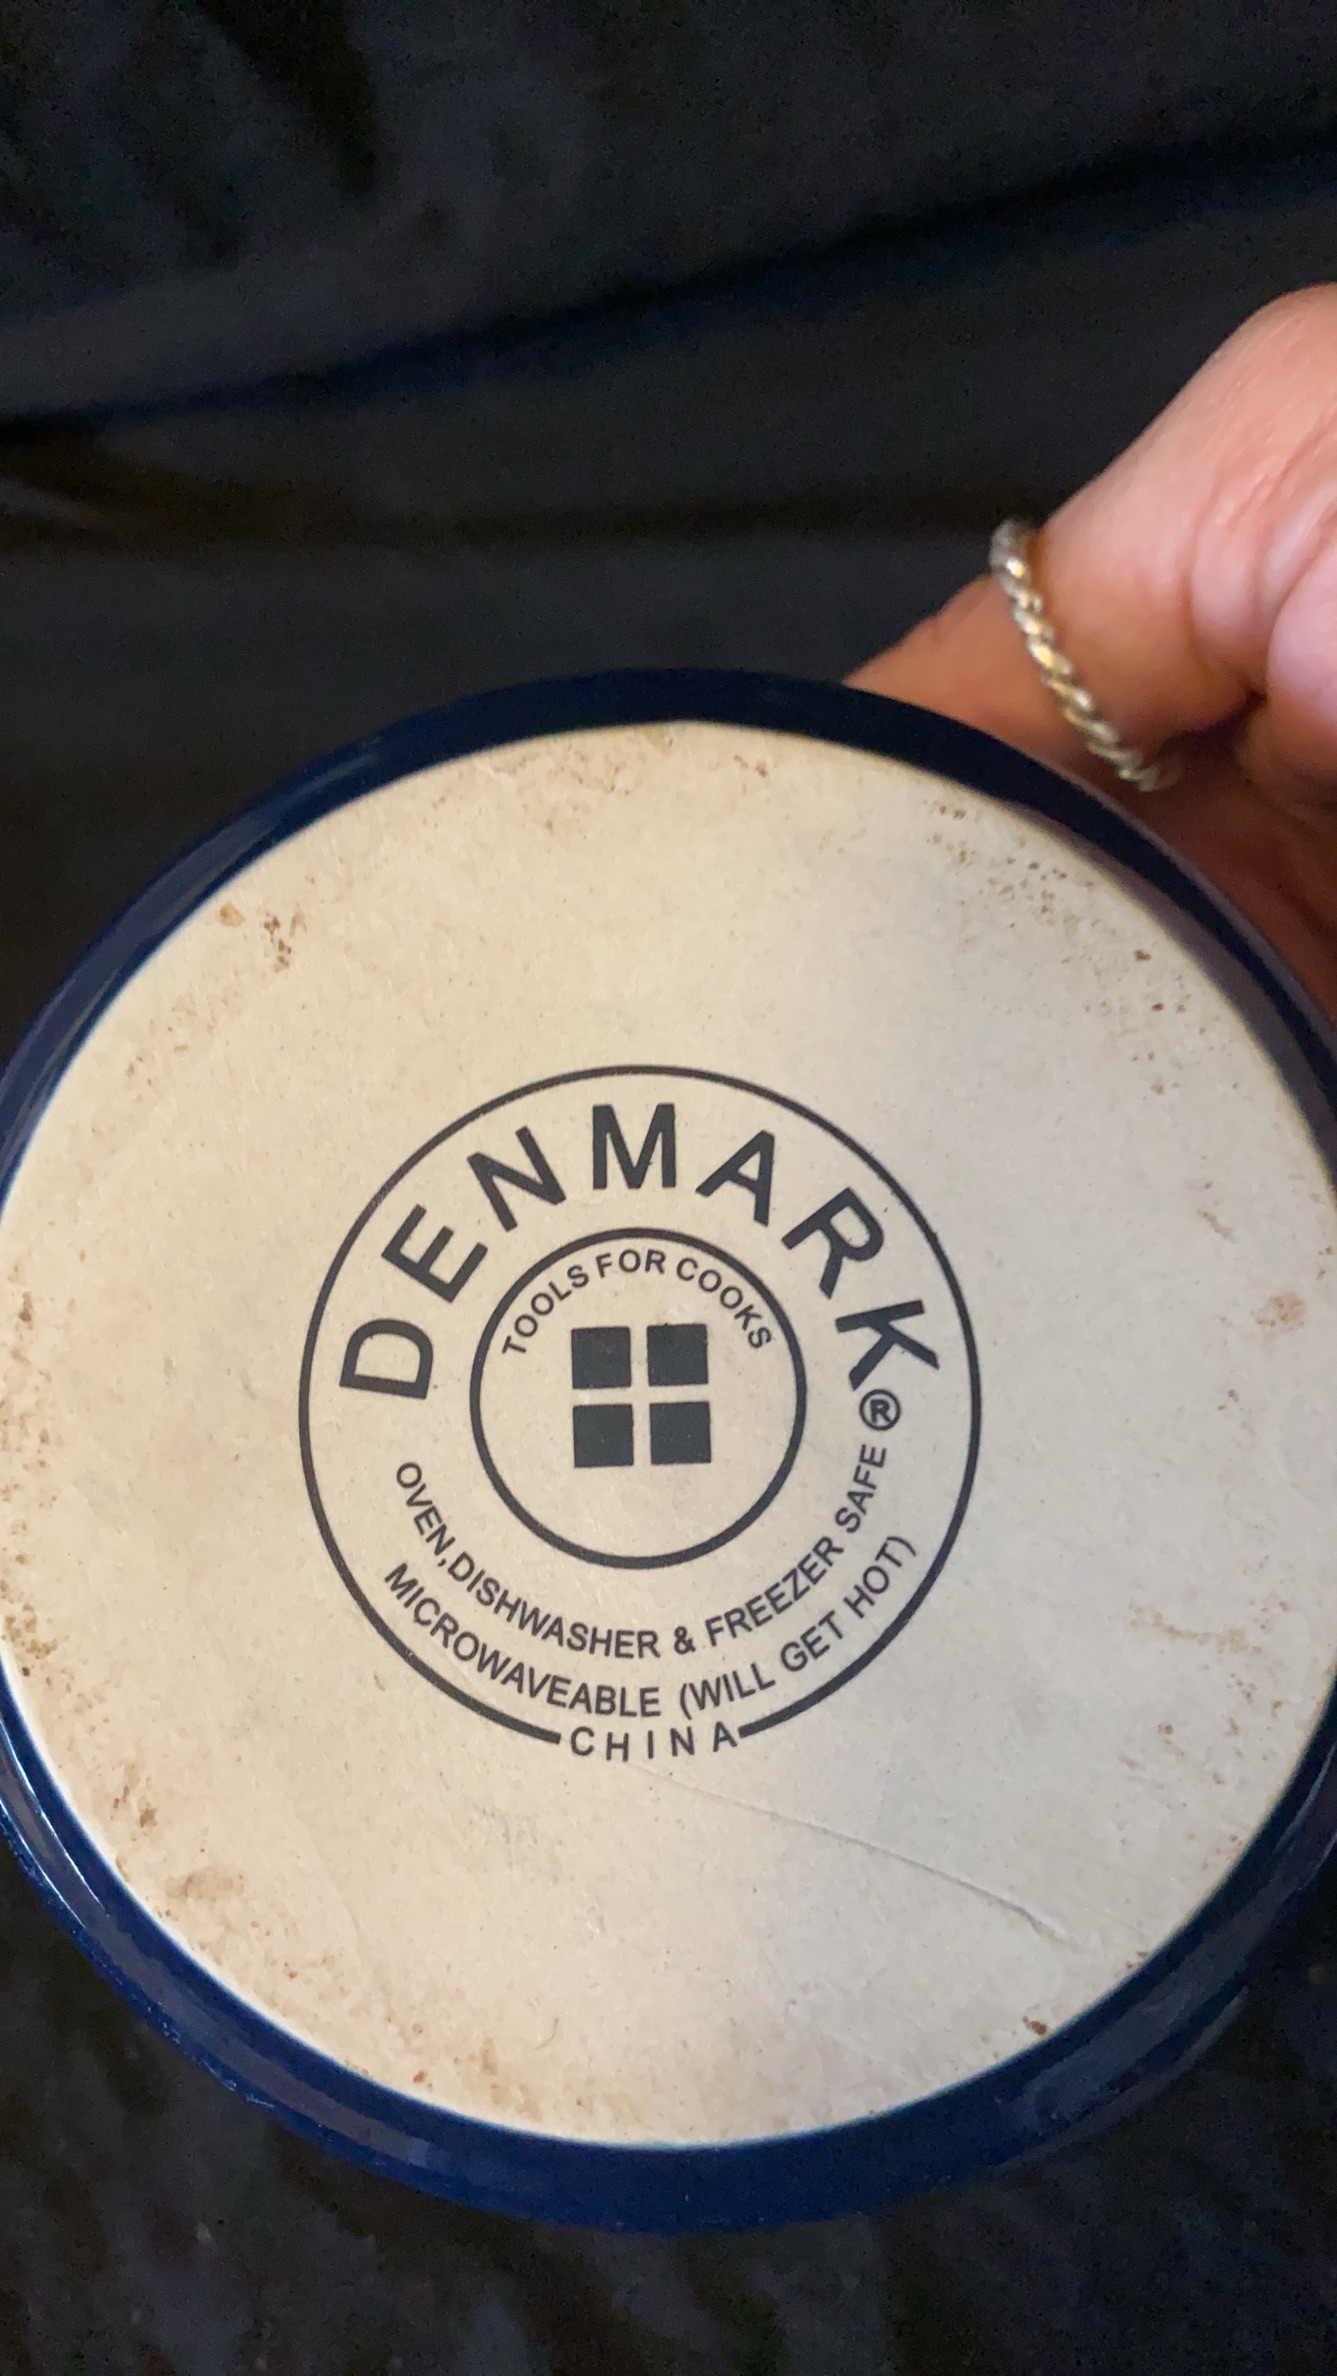 DENMARK®
TOOLS FOR COOKS
OVEN,DISHWASHER & FREEZER SAFE
MICROWAVEABLE (WILL GET HOT)
CHINA